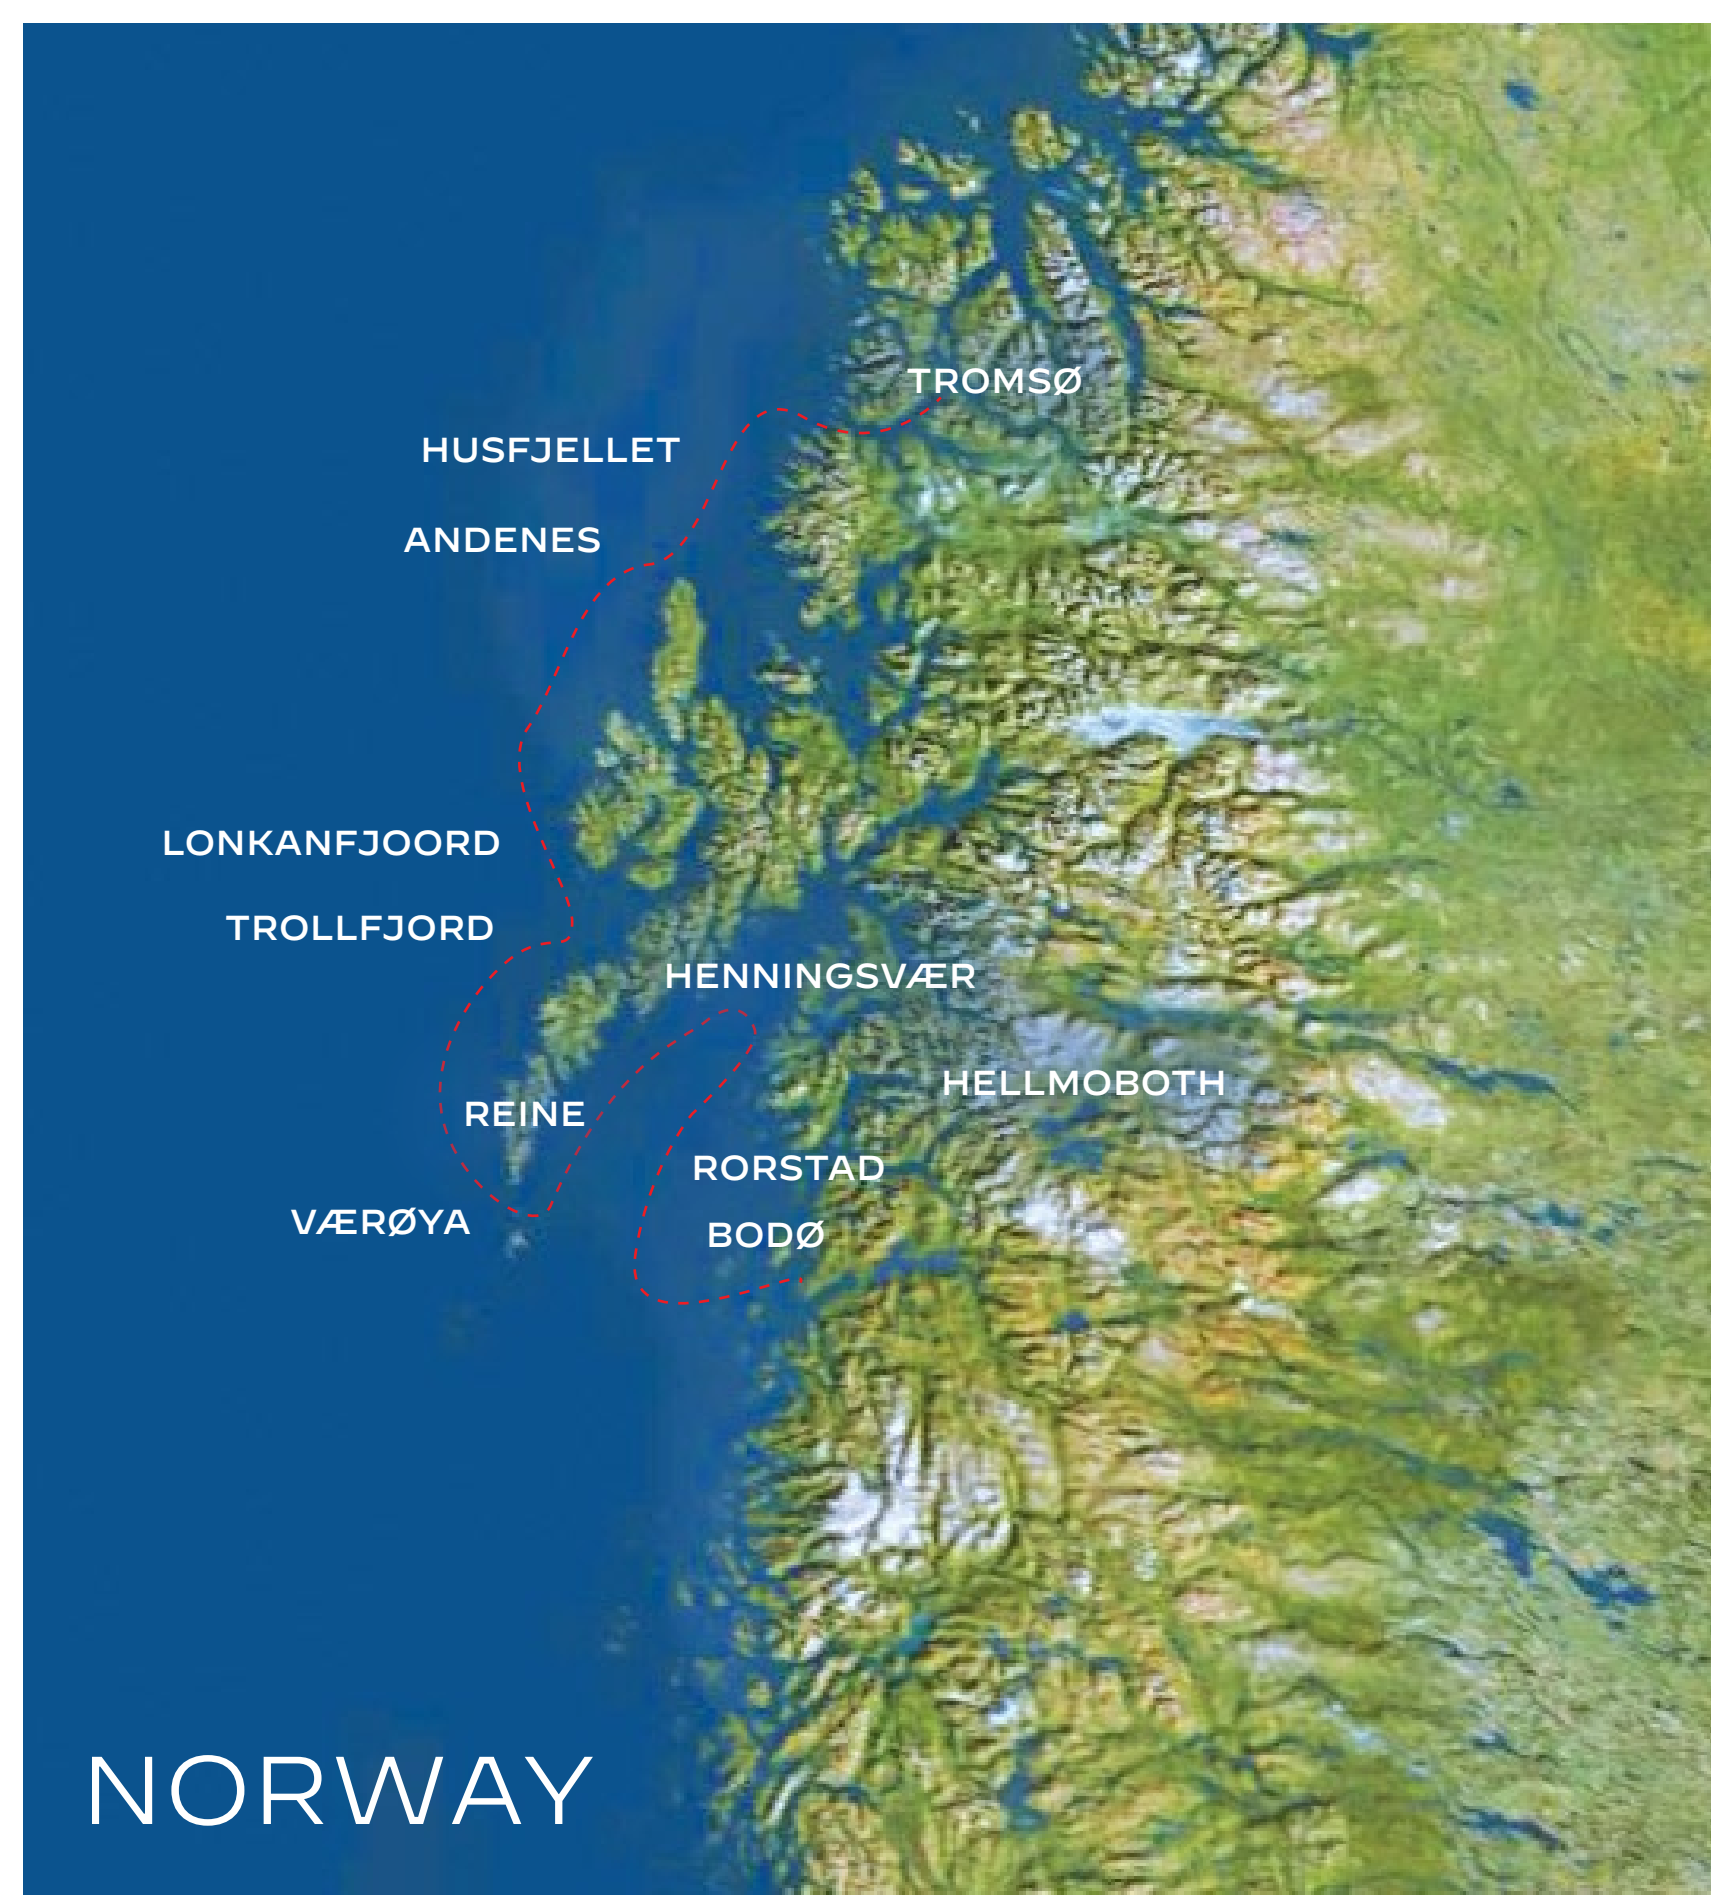 TROMSØ
HUSFJELLET
ANDENES
LONKANFJOORD
TROLLFJORD
HENNINGSVÆR
HELLMOBOTH
REINE
RORSTAD
VÆRØYA
BODØ
NORWAY